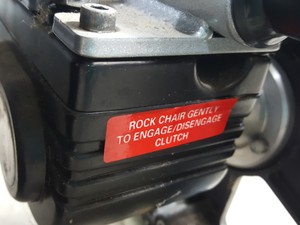 ROCK CHAIR GENTLY
TO ENGAGE/DISENGAGE
CLUTCH